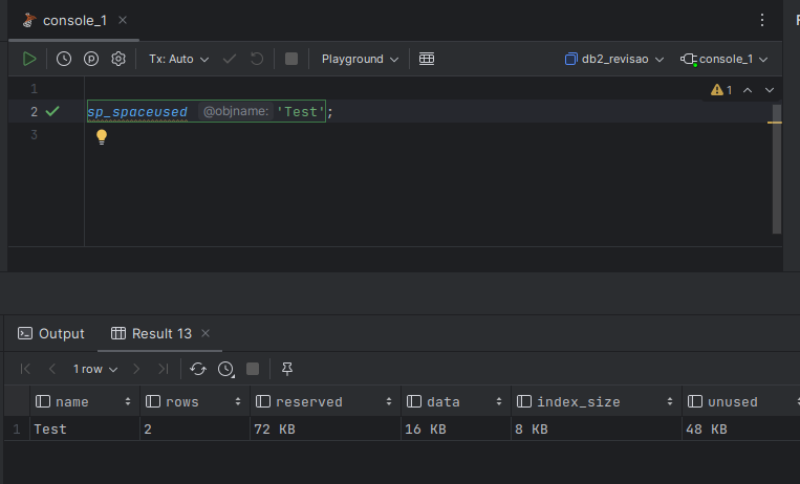 console_1
Tx: Auto Playground db2_revisao console_1
1
1
2 sp_spaceused @objname: 'Test';
3
Output Result 13
1 row
name rows reserved data index_size unused
1 Test 2 72 KB 16 KB 8 KB 48 KB